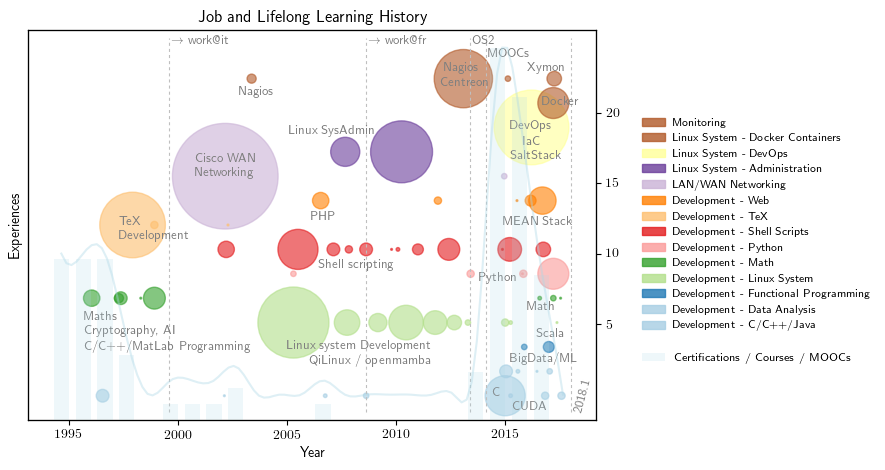 Job and Lifelong Learning History
→ work@it
→ work@fr
OS2
MOOCs
Nagios
Nagios
Centreon
Xymon
Docker
Linux SysAdmin
DevOps
IaC
SaltStack
Cisco WAN
Networking
PHP
MEAN Stack
TeX
Development
Shell scripting
Python
Maths
Cryptography, AI
C/C++/MatLab Programming
Math
Linux system Development
QiLinux / openmamba
Scala
BigData/ML
C
CUDA
2018.1
Experiences
20
15
10
5
1995
2000
2005
2010
2015
Year
Monitoring
Linux System - Docker Containers
Linux System - DevOps
Linux System - Administration
LAN/WAN Networking
Development - Web
Development - TeX
Development - Shell Scripts
Development - Python
Development - Math
Development - Linux System
Development - Functional Programming
Development - Data Analysis
Development - C/C++/Java
Certifications / Courses / MOOCs